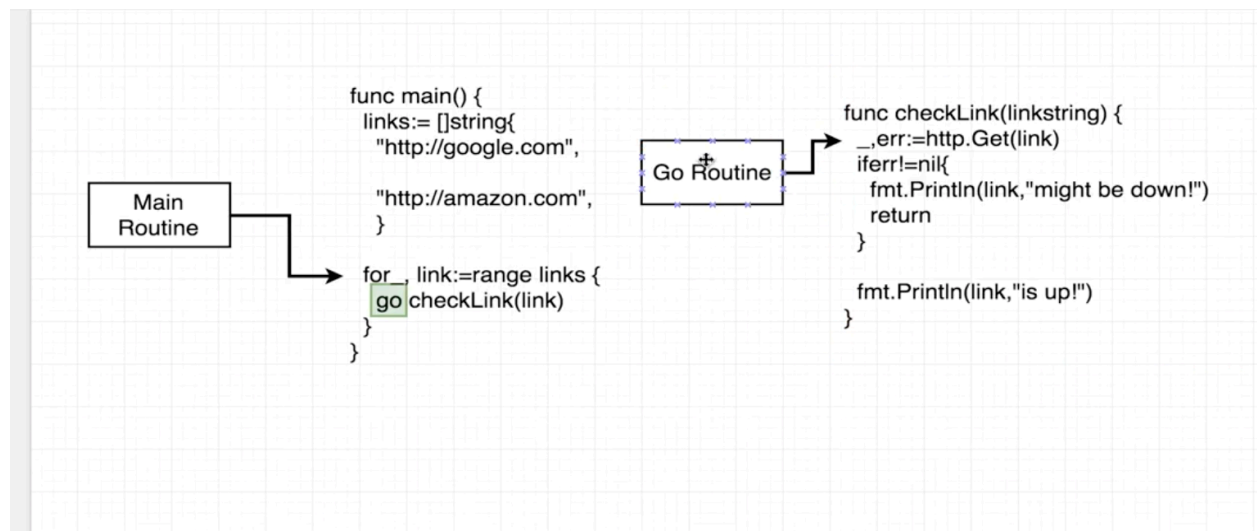 Main
Routine
func main() {
links:= []string{
"http://google.com",
"http://amazon.com",
}
for_, link:=range links {
go checkLink(link)
}
}
Go Routine
func checkLink(linkstring) {
_,err:=http.Get(link)
iferr!=nil{
fmt.Println(link,"might be down!")
return
}
fmt.Println(link,"is up!")
}